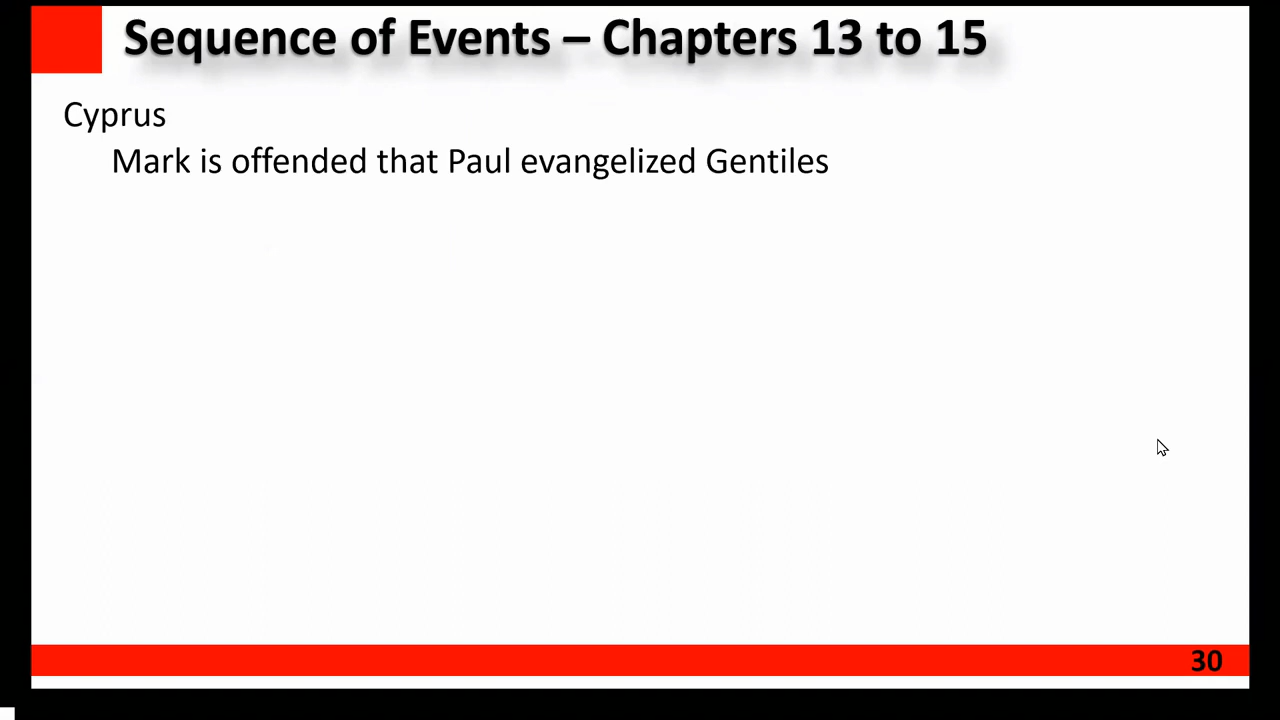 Sequence of Events – Chapters 13 to 15
Cyprus
Mark is offended that Paul evangelized Gentiles
30